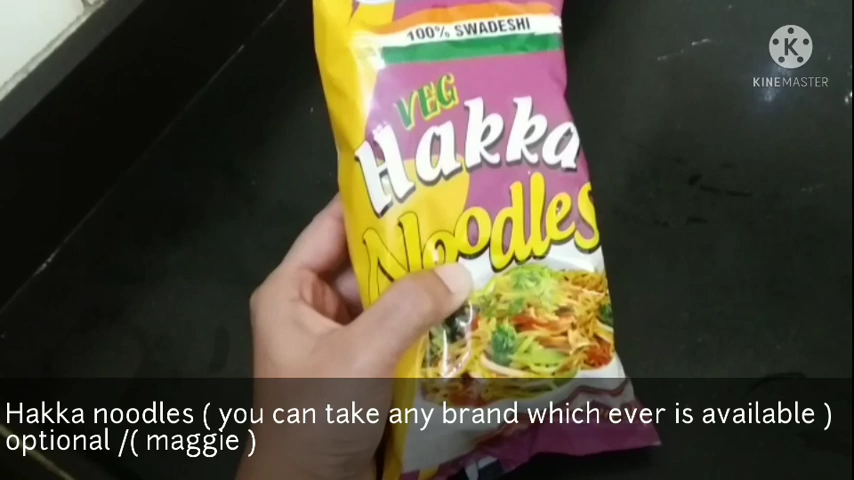 100% SWADESHI
VEG
Hakka
Noodles
KINEMASTER
Hakka noodles ( you can take any brand which ever is available )
optional /( maggie )